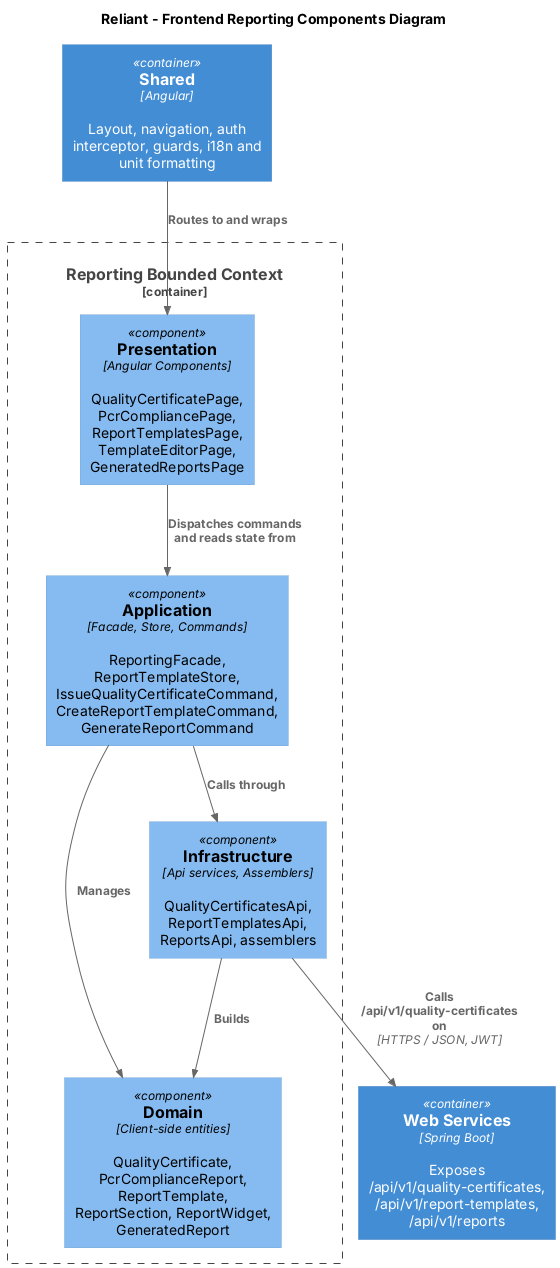 Reliant - Frontend Reporting Components Diagram
«container»
Shared
[Angular]
Layout, navigation, auth
interceptor, guards, i18n and
unit formatting
Routes to and wraps
Reporting Bounded Context
[container]
«component»
Presentation
[Angular Components]
QualityCertificatePage,
PcrCompliancePage,
ReportTemplatesPage,
TemplateEditorPage,
GeneratedReportsPage
Dispatches commands
and reads state from
«component»
Application
[Facade, Store, Commands]
ReportingFacade,
ReportTemplateStore,
IssueQualityCertificateCommand,
CreateReportTemplateCommand,
GenerateReportCommand
Calls through
«component»
Infrastructure
[Api services, Assemblers]
QualityCertificatesApi,
ReportTemplatesApi,
ReportsApi, assemblers
Manages
Builds
Calls
/api/v1/quality-certificates
on
[HTTPS / JSON, JWT]
«component»
Domain
[Client-side entities]
QualityCertificate,
PcrComplianceReport,
ReportTemplate,
ReportSection, ReportWidget,
GeneratedReport
«container»
Web Services
[Spring Boot]
Exposes
/api/v1/quality-certificates,
/api/v1/report-templates,
/api/v1/reports